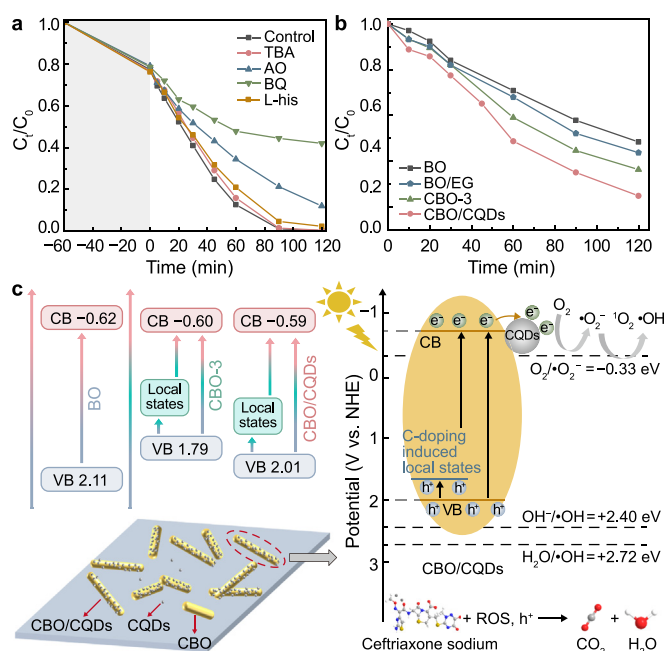 a
C_t/C_0
1.0
0.8
0.6
0.4
0.2
0.0
Control
TBA
AO
BQ
L-his
−60 −40 −20 0 20 40 60 80 100 120
Time (min)
b
C_t/C_0
1.0
0.8
0.6
0.4
0.2
0.0
BO
BO/EG
CBO-3
CBO/CQDs
0 20 40 60 80 100 120
Time (min)
c
CB −0.62
BO
VB 2.11
CB −0.60
CBO-3
Local
states
VB 1.79
CB −0.59
CBO/CQDs
Local
states
VB 2.01
CBO/CQDs
CQDs
CBO
Potential (V vs. NHE)
−1
0
1
2
3
e⁻ e⁻ e⁻
CB
CQDs
e⁻
e⁻
O₂ •O₂⁻ ¹O₂ •OH
O₂/•O₂⁻ = −0.33 eV
C-doping
induced
local states
h⁺ h⁺
h⁺ VB h⁺ h⁺
OH⁻/•OH=+2.40 eV
H₂O/•OH=+2.72 eV
CBO/CQDs
+ ROS, h⁺
+
Ceftriaxone sodium
CO₂
H₂O